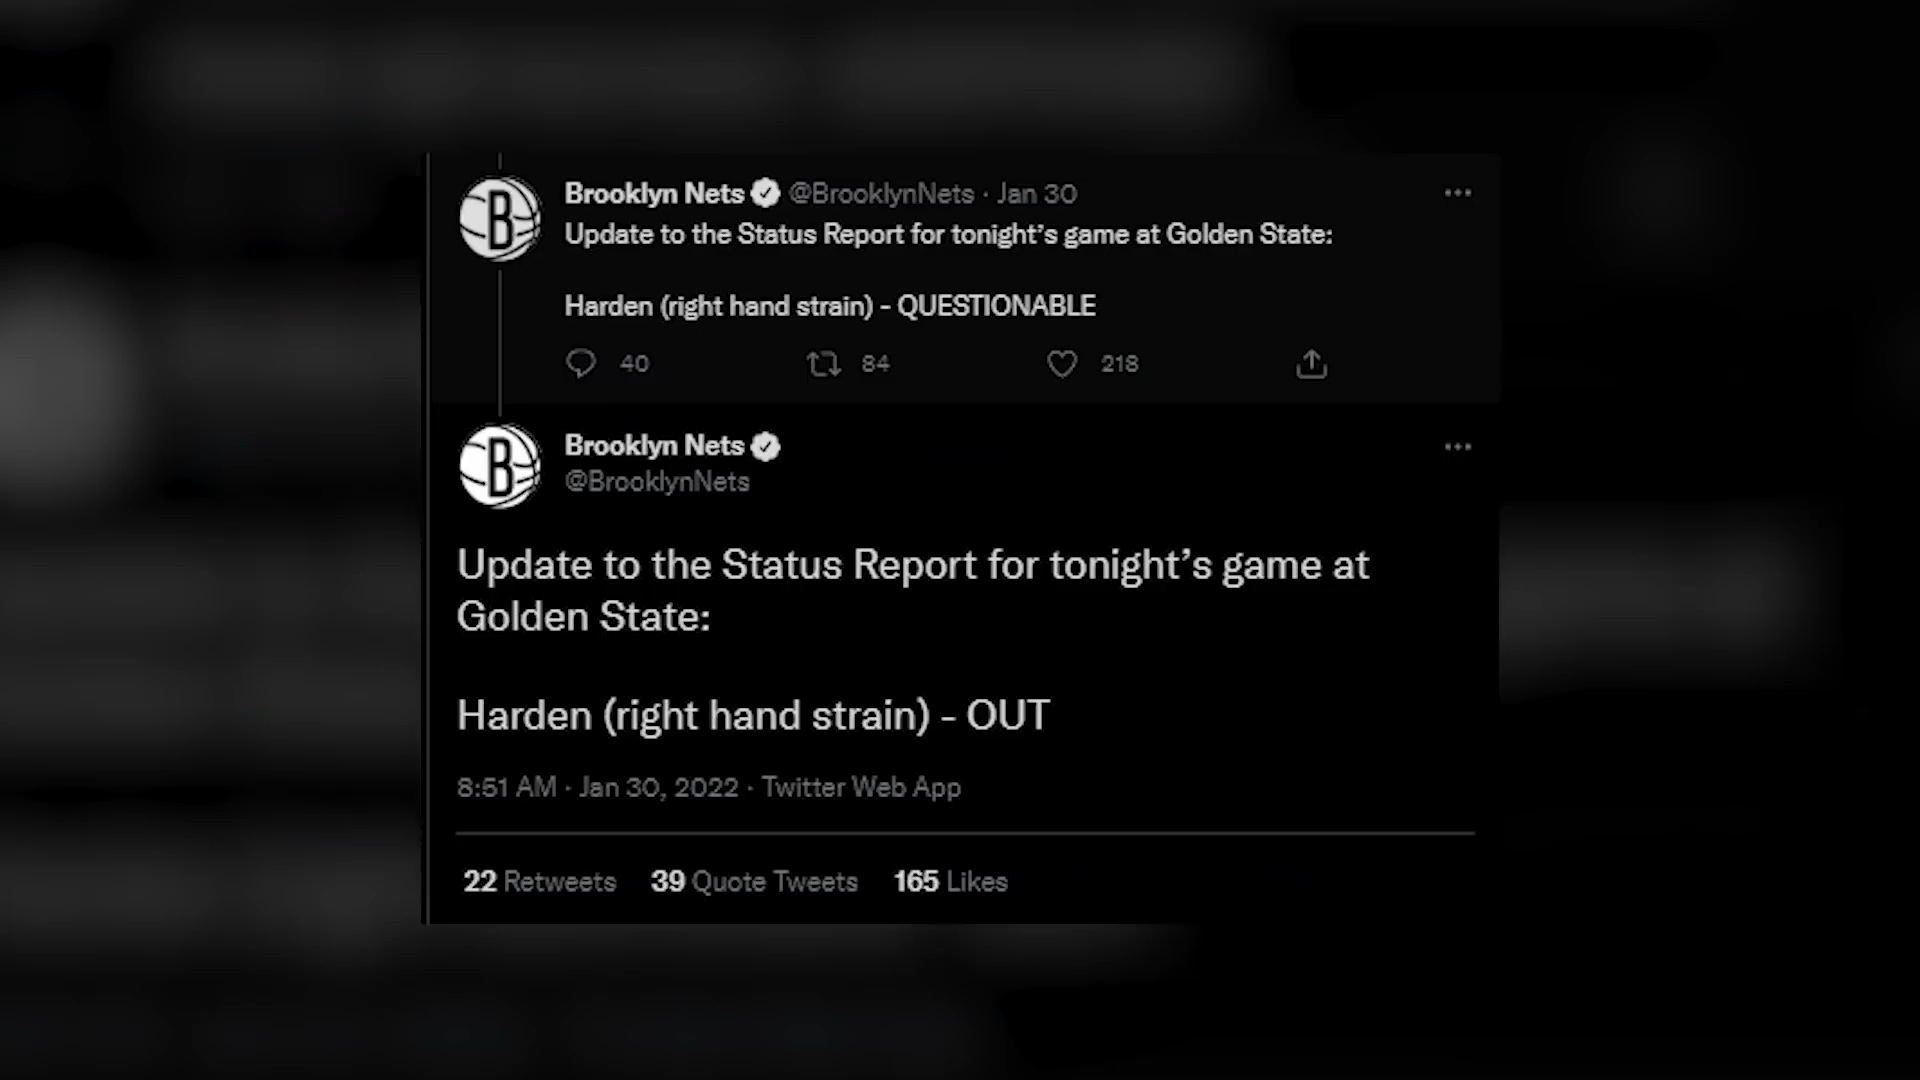 Brooklyn Nets @BrooklynNets · Jan 30
Update to the Status Report for tonight’s game at Golden State:
Harden (right hand strain) - QUESTIONABLE
40 84 218
B
Brooklyn Nets
@BrooklynNets
B
Update to the Status Report for tonight’s game at
Golden State:
Harden (right hand strain) - OUT
8:51 AM · Jan 30, 2022 · Twitter Web App
22 Retweets 39 Quote Tweets 165 Likes